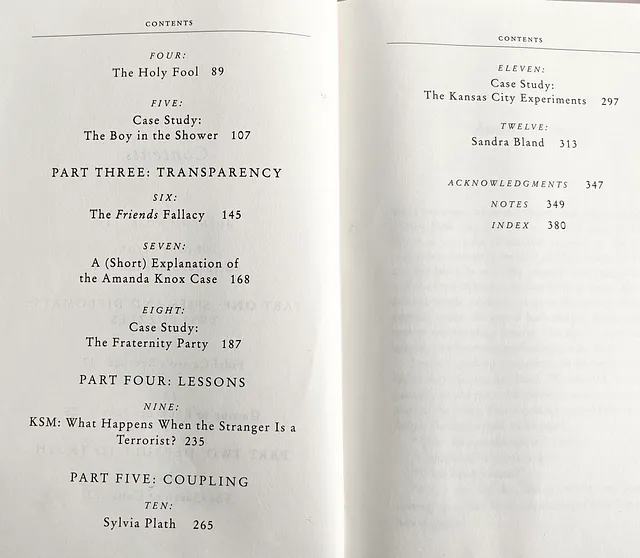 CONTENTS
FOUR:
The Holy Fool 89
FIVE:
Case Study:
The Boy in the Shower 107
PART THREE: TRANSPARENCY
SIX:
The Friends Fallacy 145
SEVEN:
A (Short) Explanation of
the Amanda Knox Case 168
EIGHT:
Case Study:
The Fraternity Party 187
PART FOUR: LESSONS
NINE:
KSM: What Happens When the Stranger Is a
Terrorist? 235
PART FIVE: COUPLING
TEN:
Sylvia Plath 265
CONTENTS
ELEVEN:
Case Study:
The Kansas City Experiments 297
TWELVE:
Sandra Bland 313
ACKNOWLEDGMENTS 347
NOTES 349
INDEX 380